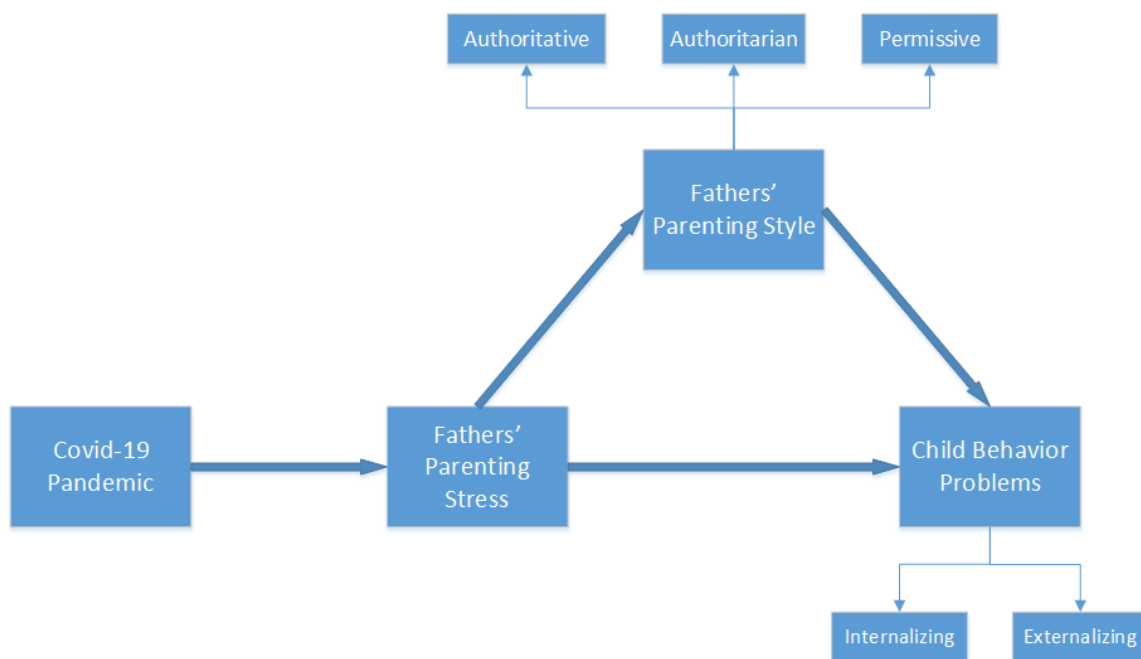 Authoritative
Authoritarian
Permissive
Fathers’
Parenting Style
Covid-19
Pandemic
Fathers’
Parenting
Stress
Child Behavior
Problems
Internalizing
Externalizing